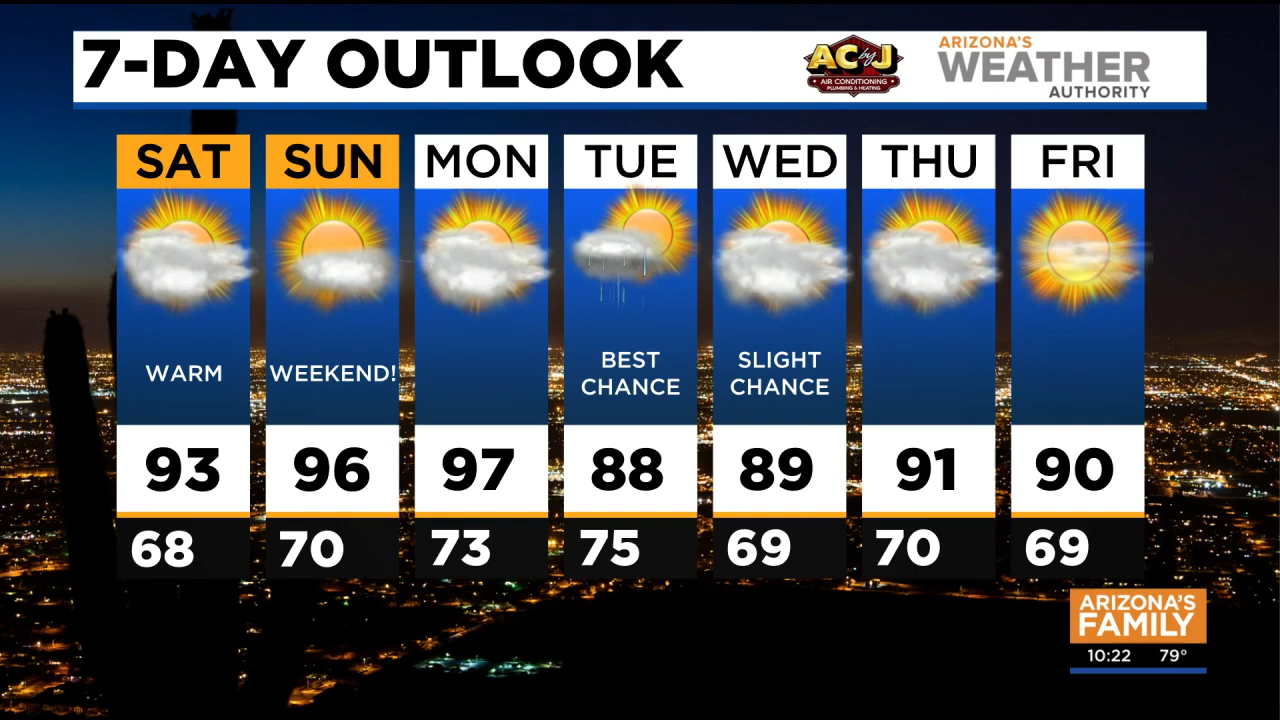 7-DAY OUTLOOK
AC by J
AIR CONDITIONING
PLUMBING & HEATING
ARIZONA'S
WEATHER
AUTHORITY
SAT SUN MON TUE WED THU FRI
WARM WEEKEND! BEST CHANCE SLIGHT CHANCE
93 96 97 88 89 91 90
68 70 73 75 69 70 69
ARIZONA'S
FAMILY
10:22 79°